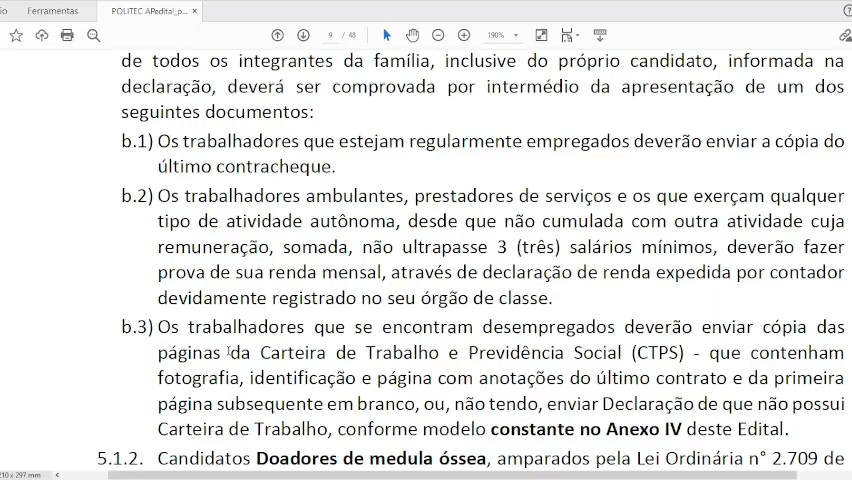 Ferramentas
POLITEC APedital_p...
9 / 48
190%
de todos os integrantes da família, inclusive do próprio candidato, informada na
declaração, deverá ser comprovada por intermédio da apresentação de um dos
seguintes documentos:
b.1) Os trabalhadores que estejam regularmente empregados deverão enviar a cópia do
último contracheque.
b.2) Os trabalhadores ambulantes, prestadores de serviços e os que exerçam qualquer
tipo de atividade autônoma, desde que não cumulada com outra atividade cuja
remuneração, somada, não ultrapasse 3 (três) salários mínimos, deverão fazer
prova de sua renda mensal, através de declaração de renda expedida por contador
devidamente registrado no seu órgão de classe.
b.3) Os trabalhadores que se encontram desempregados deverão enviar cópia das
páginas da Carteira de Trabalho e Previdência Social (CTPS) - que contenham
fotografia, identificação e página com anotações do último contrato e da primeira
página subsequente em branco, ou, não tendo, enviar Declaração de que não possui
Carteira de Trabalho, conforme modelo constante no Anexo IV deste Edital.
5.1.2. Candidatos Doadores de medula óssea, amparados pela Lei Ordinária n° 2.709 de
210 x 297 mm